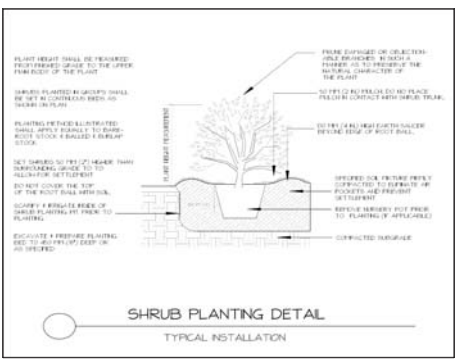 PLANT HEIGHT SHALL BE MEASURED
FROM FINISHED GRADE TO THE UPPER
MAIN BODY OF THE PLANT
SHRUBS PLANTED IN GROUPS SHALL
BE SET IN CONTINUOUS BEDS AS
SHOWN ON PLAN
PLANTING METHOD ILLUSTRATED
SHALL APPLY EQUALLY TO BARE-
ROOT STOCK & BALLED & BURLAP
STOCK
SET SHRUBS 50 MM (2") HIGHER THAN
SURROUNDING GRADE TO TO
ALLOW FOR SETTLEMENT
DO NOT COVER THE TOP
OF THE ROOT BALL WITH SOIL
SCARIFY & IRRIGATE INSIDE OF
SHRUB PLANTING PIT PRIOR TO
PLANTING
EXCAVATE & PREPARE PLANTING
BED TO 450 MM (18") DEEP OR
AS SPECIFIED
PLANT HEIGHT MEASUREMENT
PRUNE DAMAGED OR OBJECTION-
ABLE BRANCHES IN SUCH A
MANNER AS TO PRESERVE THE
NATURAL CHARACTER OF
THE PLANT
50 MM (2 IN) MULCH. DO NOT PLACE
MULCH IN CONTACT WITH SHRUB TRUNK.
MM (4 IN) HIGH EARTH SAUCER
BEYOND EDGE OF ROOT BALL.
SPECIFIED SOIL MIXTURE FIRMLY
COMPACTED TO ELIMINATE AIR
POCKETS AND PREVENT
SETTLEMENT
REMOVE NURSERY POT PRIOR
TO PLANTING (IF APPLICABLE)
COMPACTED SUBGRADE
SHRUB PLANTING DETAIL
TYPICAL INSTALLATION